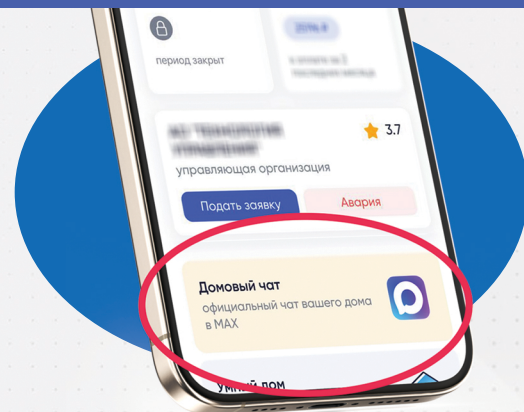 период закрыт
3.7
управляющая организация
Подать заявку
Авария
Домовый чат
официальный чат вашего дома
в MAX
Умный дом